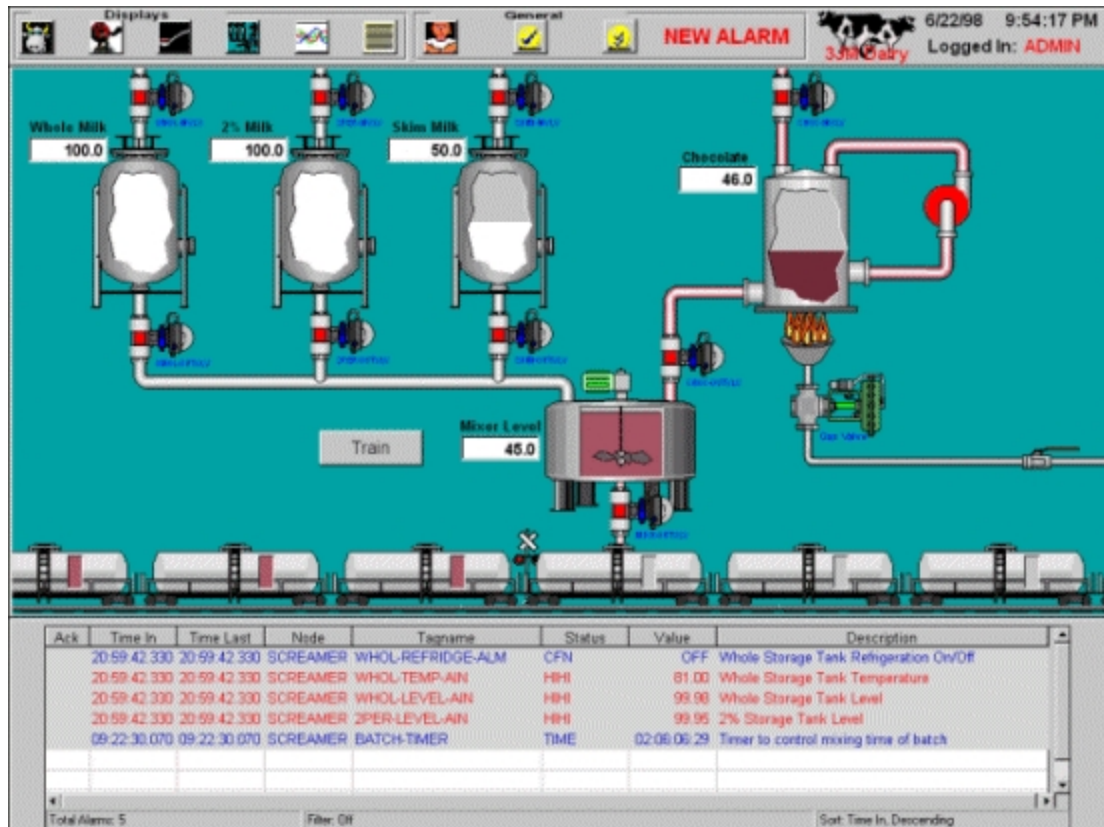 Displays
General
NEW ALARM
6/22/98 9:54:17 PM
Logged In: ADMIN
3JM Dairy
Whole Milk
100.0
2% Milk
100.0
Skim Milk
50.0
Chocolate
46.0
Gas Valve
Mixer Level
45.0
Train
Ack Time In Time Last Node Tagname Status Value Description
20:59:42.330 20:59:42.330 SCREAMER WHOL-REFRIDGE-ALM CFN OFF Whole Storage Tank Refrigeration On/Off
20:59:42.330 20:59:42.330 SCREAMER WHOL-TEMP-AIN HIHI 81.00 Whole Storage Tank Temperature
20:59:42.330 20:59:42.330 SCREAMER WHOL-LEVEL-AIN HIHI 99.98 Whole Storage Tank Level
20:59:42.330 20:59:42.330 SCREAMER 2PER-LEVEL-AIN HIHI 99.95 2% Storage Tank Level
09:22:30.070 09:22:30.070 SCREAMER BATCH-TIMER TIME 02:06:06:29 Timer to control mixing time of batch
Total Alarms: 5 Filter: Off Sort: Time In, Descending